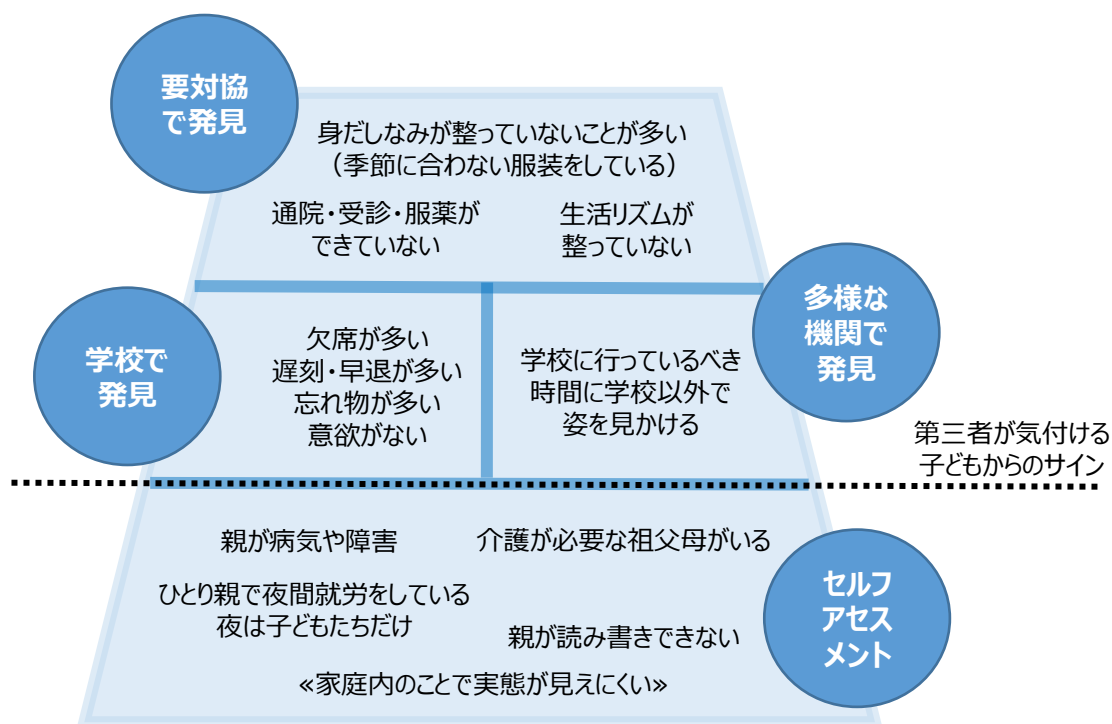 要対協
で発見
身だしなみが整っていないことが多い
（季節に合わない服装をしている）
通院・受診・服薬が
できていない
生活リズムが
整っていない
学校で
発見
欠席が多い
遅刻・早退が多い
忘れ物が多い
意欲がない
学校に行っているべき
時間に学校以外で
姿を見かける
多様な
機関で
発見
第三者が気付ける
子どもからのサイン
親が病気や障害
介護が必要な祖父母がいる
ひとり親で夜間就労をしている
夜は子どもたちだけ
親が読み書きできない
«家庭内のことで実態が見えにくい»
セルフ
アセス
メント